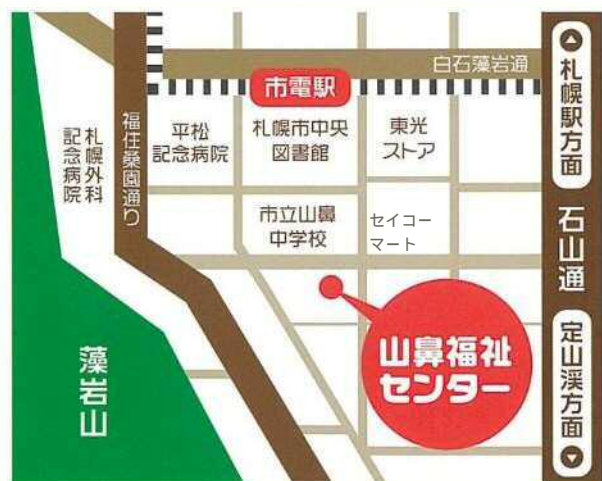 白石藻岩通
市電駅
平松
記念病院
札幌市中央
図書館
東光
ストア
札幌外科
記念病院
福住桑園通り
市立山鼻
中学校
セイコー
マート
山鼻福祉
センター
藻岩山
札幌駅方面
石山通
定山渓方面